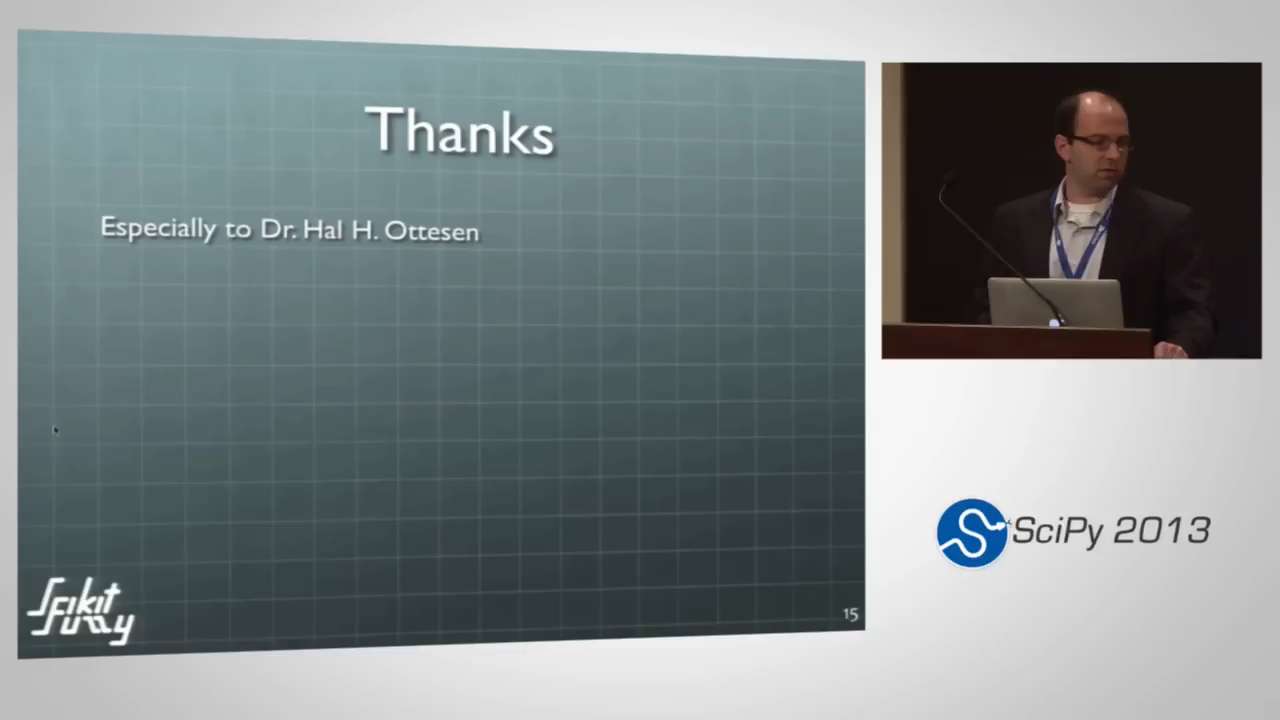 Thanks
Especially to Dr. Hal H. Ottesen
Scikit
Fuzzy
15
SciPy 2013